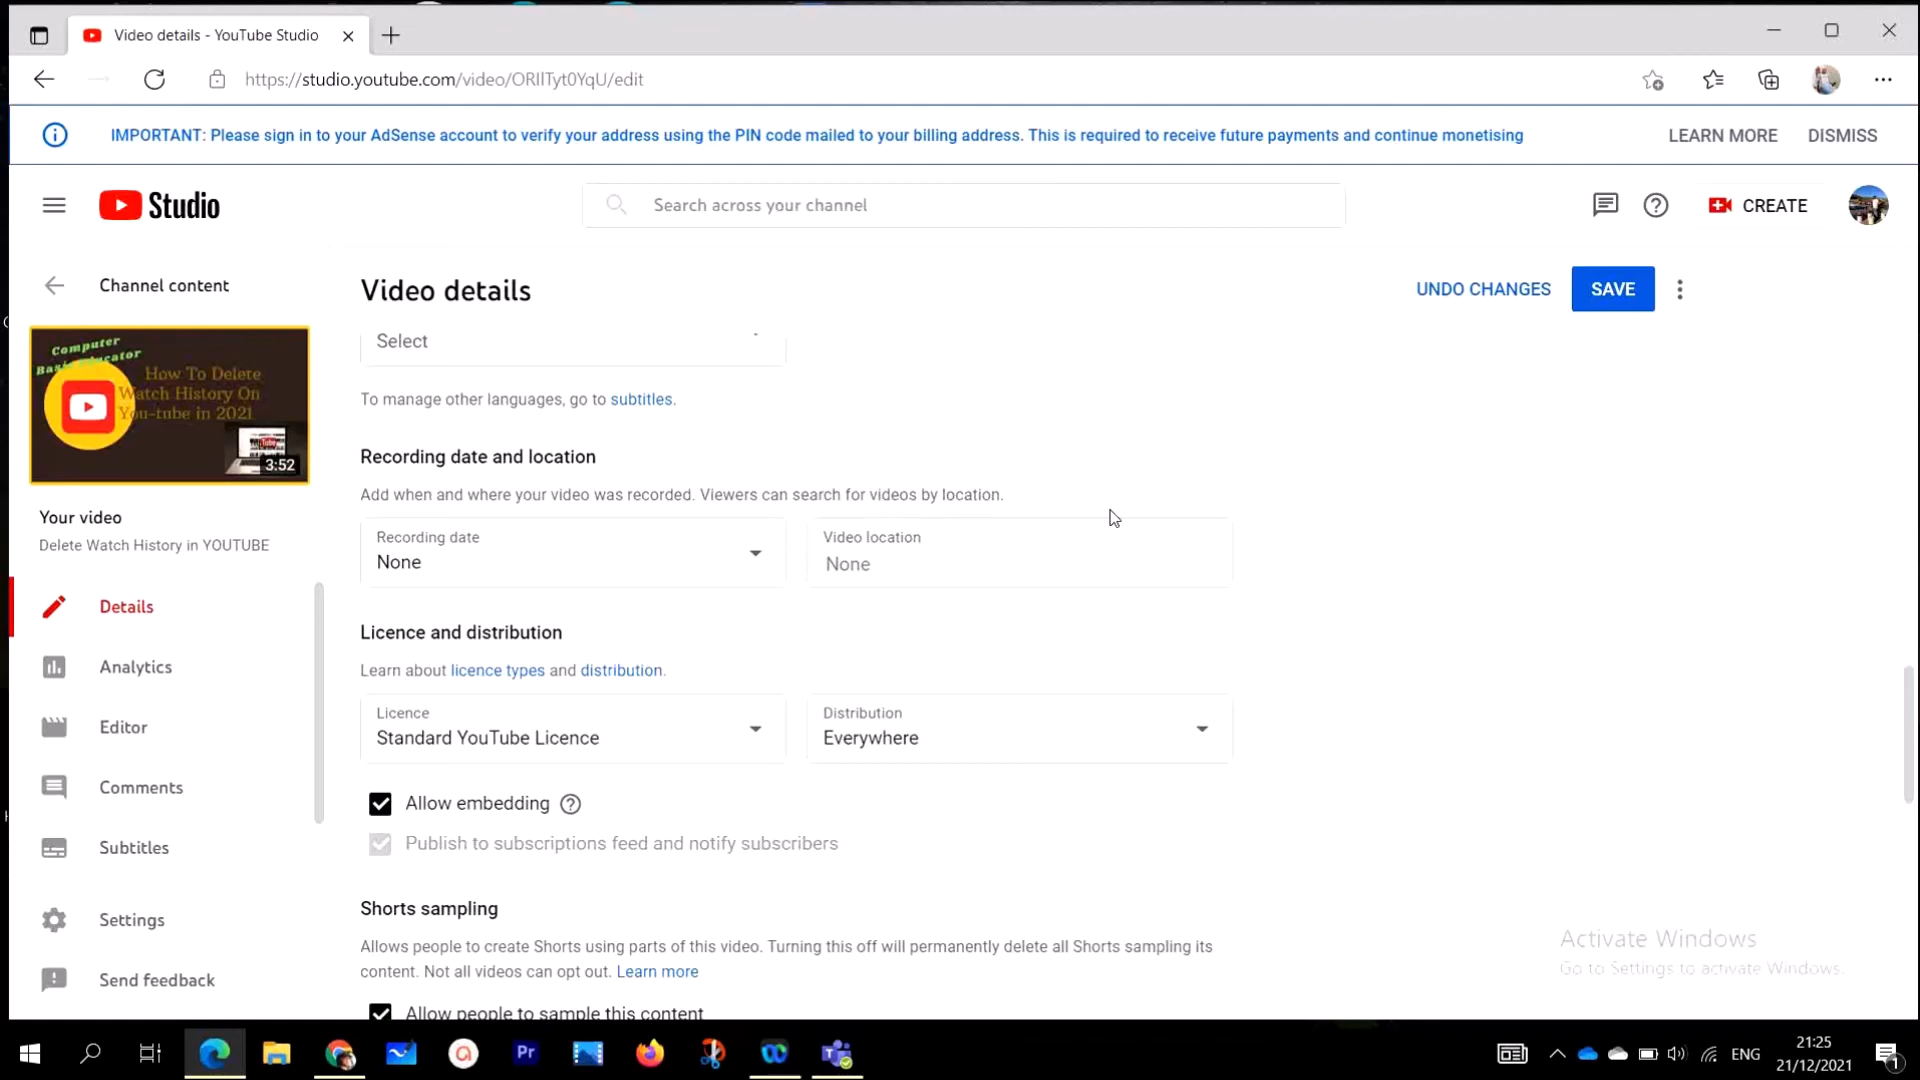 Video details - YouTube Studio
https://studio.youtube.com/video/ORIlTyt0YqU/edit
IMPORTANT: Please sign in to your AdSense account to verify your address using the PIN code mailed to your billing address. This is required to receive future payments and continue monetising
LEARN MORE
DISMISS
Studio
Search across your channel
CREATE
Channel content
Video details
UNDO CHANGES
SAVE
Computer
Basic Educator
How To Delete
Watch History On
You-tube in 2021
3:52
Your video
Delete Watch History in YOUTUBE
Details
Analytics
Editor
Comments
Subtitles
Settings
Send feedback
Select
To manage other languages, go to subtitles.
Recording date and location
Add when and where your video was recorded. Viewers can search for videos by location.
Recording date
None
Video location
None
Licence and distribution
Learn about licence types and distribution.
Licence
Standard YouTube Licence
Distribution
Everywhere
Allow embedding
Publish to subscriptions feed and notify subscribers
Shorts sampling
Allows people to create Shorts using parts of this video. Turning this off will permanently delete all Shorts sampling its
content. Not all videos can opt out. Learn more
Allow people to sample this content
Activate Windows
Go to Settings to activate Windows.
Pr
ENG
21:25
21/12/2021
1